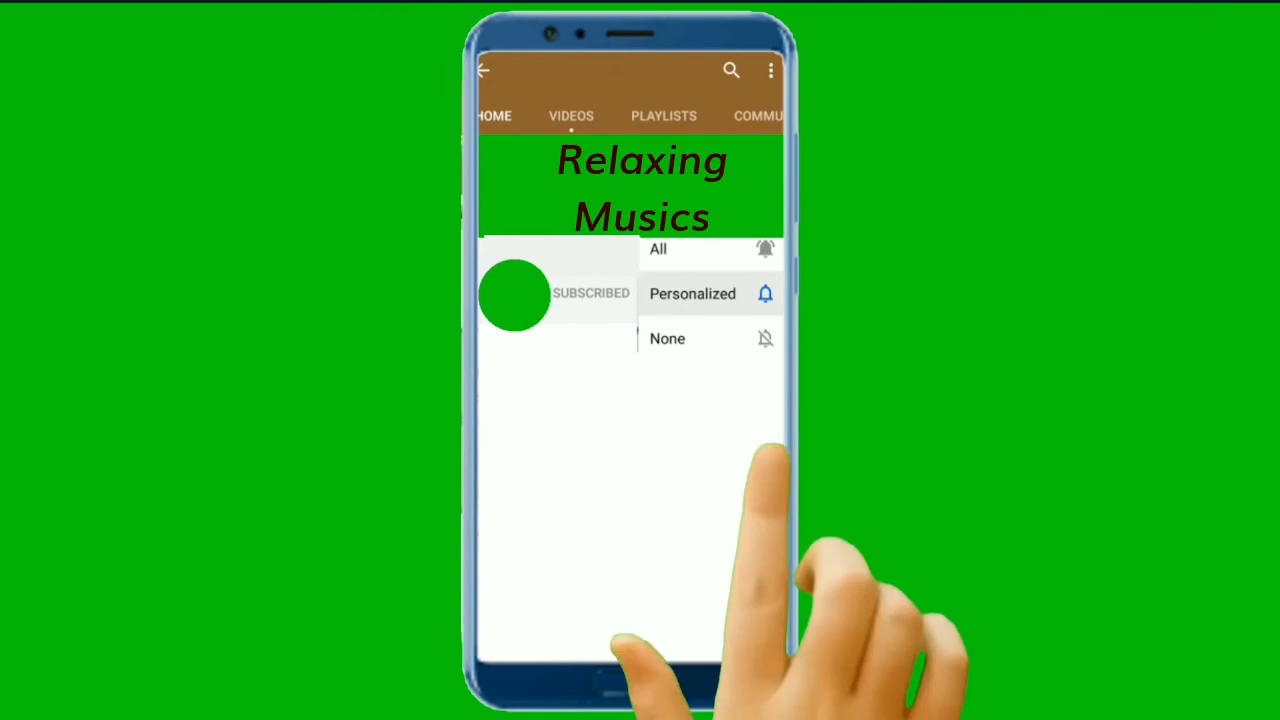 HOME VIDEOS PLAYLISTS COMMU
Relaxing
Musics
All
SUBSCRIBED Personalized
None